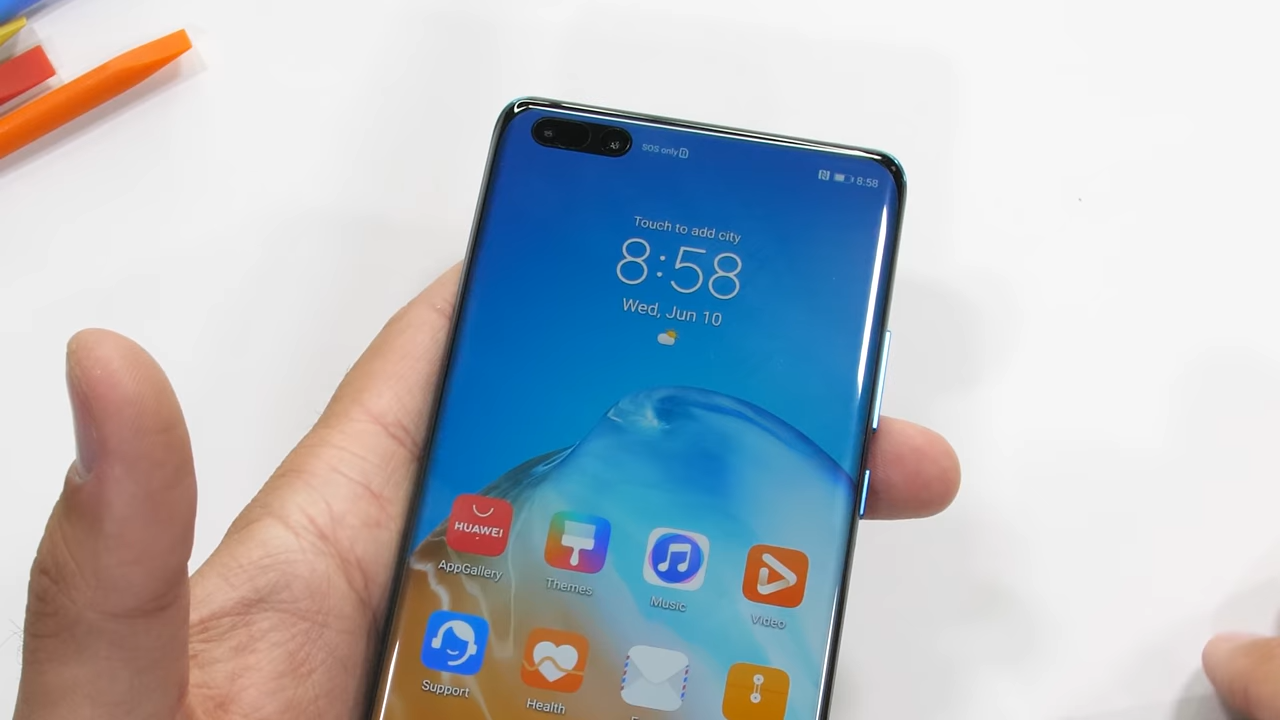 SOS only
8:58
Touch to add city
8:58
Wed, Jun 10
HUAWEI
AppGallery
Themes
Music
Video
Support
Health